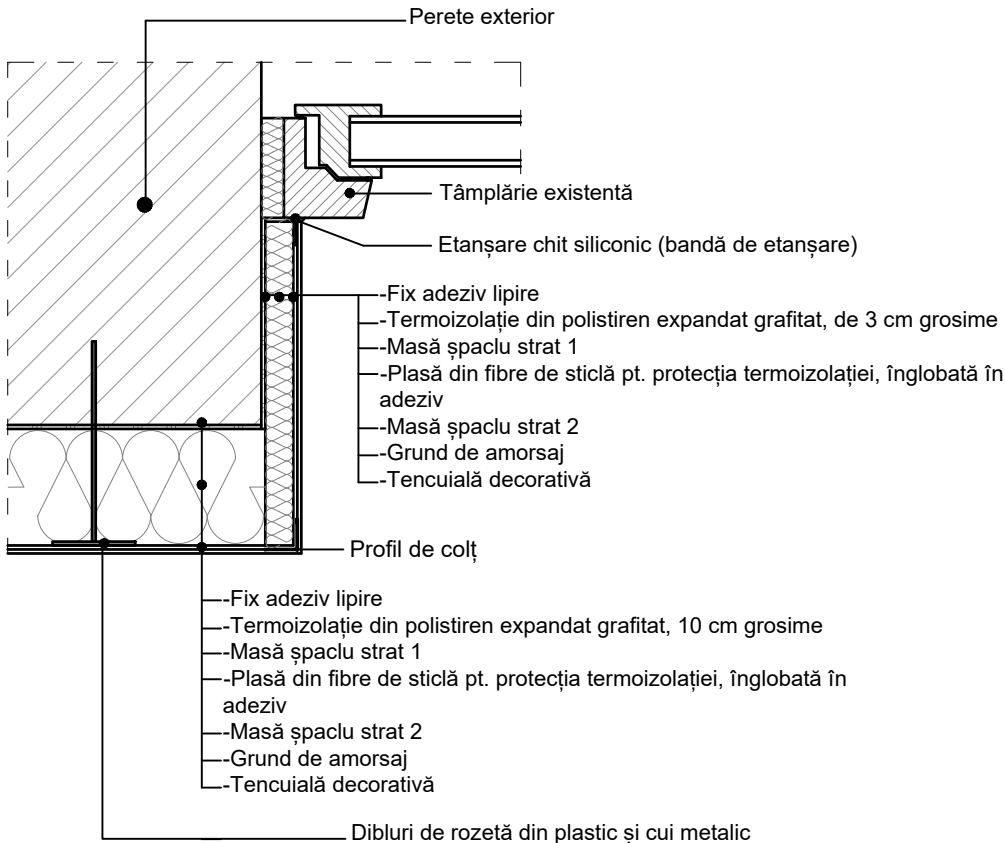 Perete exterior
Tâmplărie existentă
Etanșare chit siliconic (bandă de etanșare)
-Fix adeziv lipire
-Termoizolație din polistiren expandat grafitat, de 3 cm grosime
-Masă șpaclu strat 1
-Plasă din fibre de sticlă pt. protecția termoizolației, înglobată în
adeziv
-Masă șpaclu strat 2
-Grund de amorsaj
-Tencuială decorativă
Profil de colț
-Fix adeziv lipire
-Termoizolație din polistiren expandat grafitat, 10 cm grosime
-Masă șpaclu strat 1
-Plasă din fibre de sticlă pt. protecția termoizolației, înglobată în
adeziv
-Masă șpaclu strat 2
-Grund de amorsaj
-Tencuială decorativă
Dibluri de rozetă din plastic și cui metalic